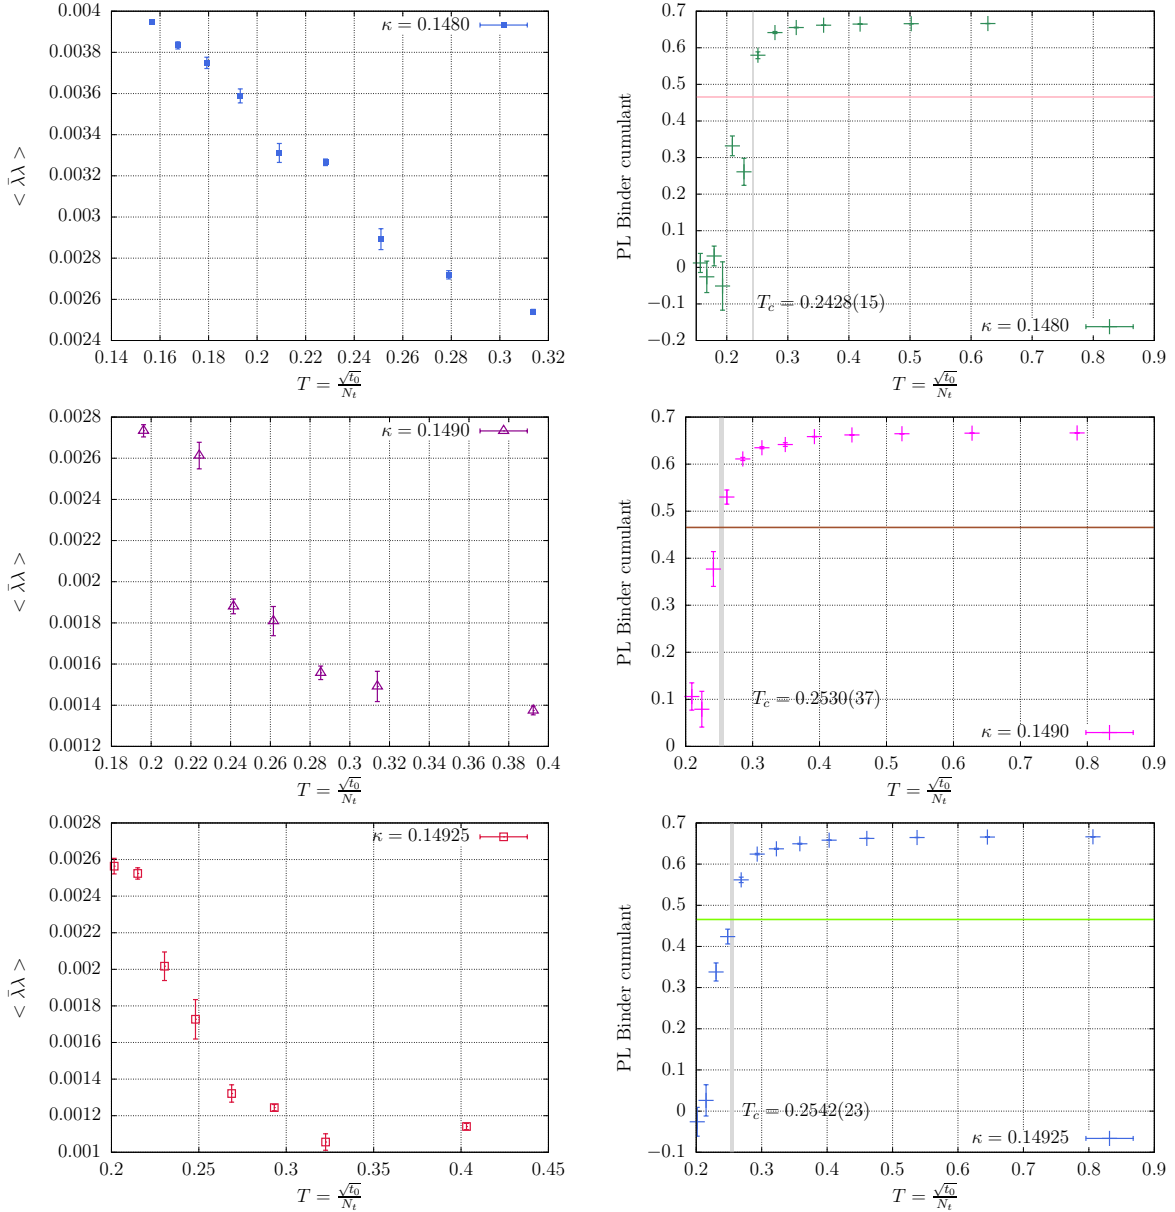 0.004
0.0038
0.0036
0.0034
0.0032
0.003
0.0028
0.0026
0.0024
0.14 0.16 0.18 0.2 0.22 0.24 0.26 0.28 0.3 0.32
< λ̄λ >
T = √t₀/Nₜ
κ = 0.1480
0.7
0.6
0.5
0.4
0.3
0.2
0.1
0
−0.1
−0.2
0.2 0.3 0.4 0.5 0.6 0.7 0.8 0.9
PL Binder cumulant
T = √t₀/Nₜ
T_c = 0.2428(15)
κ = 0.1480
0.0028
0.0026
0.0024
0.0022
0.002
0.0018
0.0016
0.0014
0.0012
0.18 0.2 0.22 0.24 0.26 0.28 0.3 0.32 0.34 0.36 0.38 0.4
< λ̄λ >
T = √t₀/Nₜ
κ = 0.1490
0.7
0.6
0.5
0.4
0.3
0.2
0.1
0
0.2 0.3 0.4 0.5 0.6 0.7 0.8 0.9
PL Binder cumulant
T = √t₀/Nₜ
T_c = 0.2530(37)
κ = 0.1490
0.0028
0.0026
0.0024
0.0022
0.002
0.0018
0.0016
0.0014
0.0012
0.001
0.2 0.25 0.3 0.35 0.4 0.45
< λ̄λ >
T = √t₀/Nₜ
κ = 0.14925
0.7
0.6
0.5
0.4
0.3
0.2
0.1
0
−0.1
0.2 0.3 0.4 0.5 0.6 0.7 0.8 0.9
PL Binder cumulant
T = √t₀/Nₜ
T_c = 0.2542(23)
κ = 0.14925